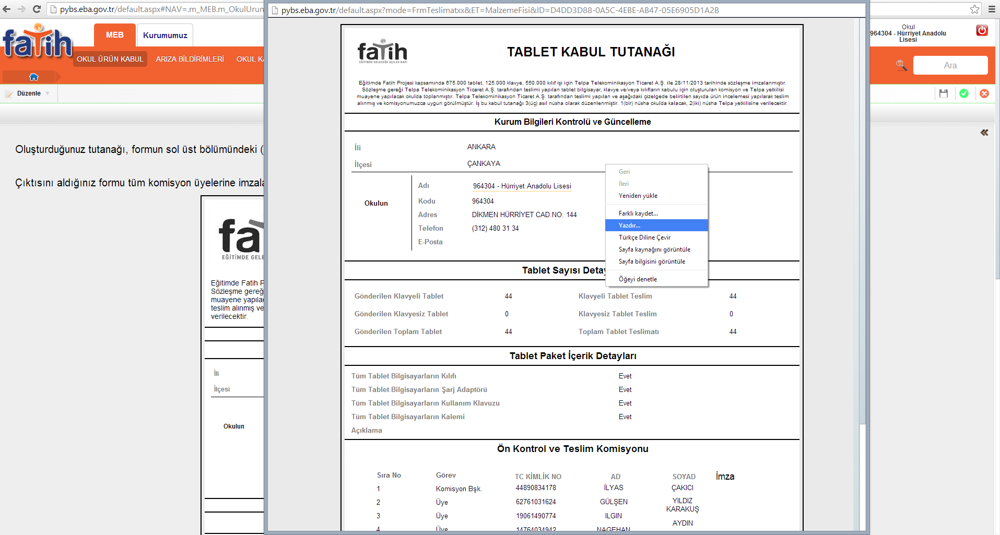 pybs.eba.gov.tr/default.aspx#NAV=.m_MEB.m_OkulUrun
fatih
MEB
Kurumumuz
OKUL ÜRÜN KABUL
ARIZA BİLDİRİMLERİ
Düzenle
Okul
964304 - Hürriyet Anadolu
Lisesi
Ara
Oluşturduğunuz tutanağı, formun sol üst bölümündeki (
Çıktısını aldığınız formu tüm komisyon üyelerine imzala
EĞİTİMDE GELE
Eğitimde Fatih P
Sözleşme gereğ
muayene yapılac
teslim alınmış ve
verilecektir.
İli
İlçesi
Okulun
pybs.eba.gov.tr/default.aspx?mode=FrmTeslimatxx&ET=MalzemeFisi&ID=D4DD3D88-0A5C-4EBE-AB47-05E6905D1A2B
fatih
EĞİTİMDE GELECEĞE AÇILAN KAPI
TABLET KABUL TUTANAĞI
Eğitimde Fatih Projesi kapsamında 675.000 tablet, 125.000 klavye, 550.000 kılıf işi için Telpa Telekominikasyon Ticaret A.Ş. ile 28/11/2013 tarihinde sözleşme imzalanmıştır.
Sözleşme gereği Telpa Telekominikasyon Ticaret A.Ş. tarafından teslimi yapılan tablet bilgisayar, klavye ve/veya kılıfların kabulu için oluşturulan komisyon ve Telpa yetkilisi
muayene yapılacak okulda toplanmıştır. Telpa Telekominikasyon Ticaret A.Ş. tarafından teslimi yapılan ve aşağıdaki çizelgede belirtilen sayıda ürün incelemesi yapılarak teslim
alınmış ve komisyonumuzca uygun görülmüştür. İş bu kabul tutanağı 3(üç) asıl nüsha olarak düzenlenmiştir. 1(bir) nüsha okulda kalacak, 2(iki) nüsha Telpa yetkilisine verilecektir.
Kurum Bilgileri Kontrolü ve Güncelleme
İli ANKARA
İlçesi ÇANKAYA
Okulun
Adı 964304 - Hürriyet Anadolu Lisesi
Kodu 964304
Adres DİKMEN HÜRRİYET CAD.NO: 144
Telefon (312) 480 31 34
E-Posta
Geri
İleri
Yeniden yükle
Farklı kaydet...
Yazdır...
Türkçe Diline Çevir
Sayfa kaynağını görüntüle
Sayfa bilgisini görüntüle
Öğeyi denetle
Tablet Sayısı Detay
Gönderilen Klavyeli Tablet 44 Klavyeli Tablet Teslim 44
Gönderilen Klavyesiz Tablet 0 Klavyesiz Tablet Teslim 0
Gönderilen Toplam Tablet 44 Toplam Tablet Teslimatı 44
Tablet Paket İçerik Detayları
Tüm Tablet Bilgisayarların Kılıfı Evet
Tüm Tablet Bilgisayarların Şarj Adaptörü Evet
Tüm Tablet Bilgisayarların Kullanım Klavuzu Evet
Tüm Tablet Bilgisayarların Kalemi Evet
Açıklama
Ön Kontrol ve Teslim Komisyonu
Sıra No Görev TC KİMLİK NO AD SOYAD İmza
1 Komisyon Bşk. 44890834178 İLYAS ÇAKICI
2 Üye 62761031624 GÜLŞEN YILDIZ
KARAKUŞ
3 Üye 19061490774 ILGIN AYDIN
4 Üye 14764034942 NAGEHAN